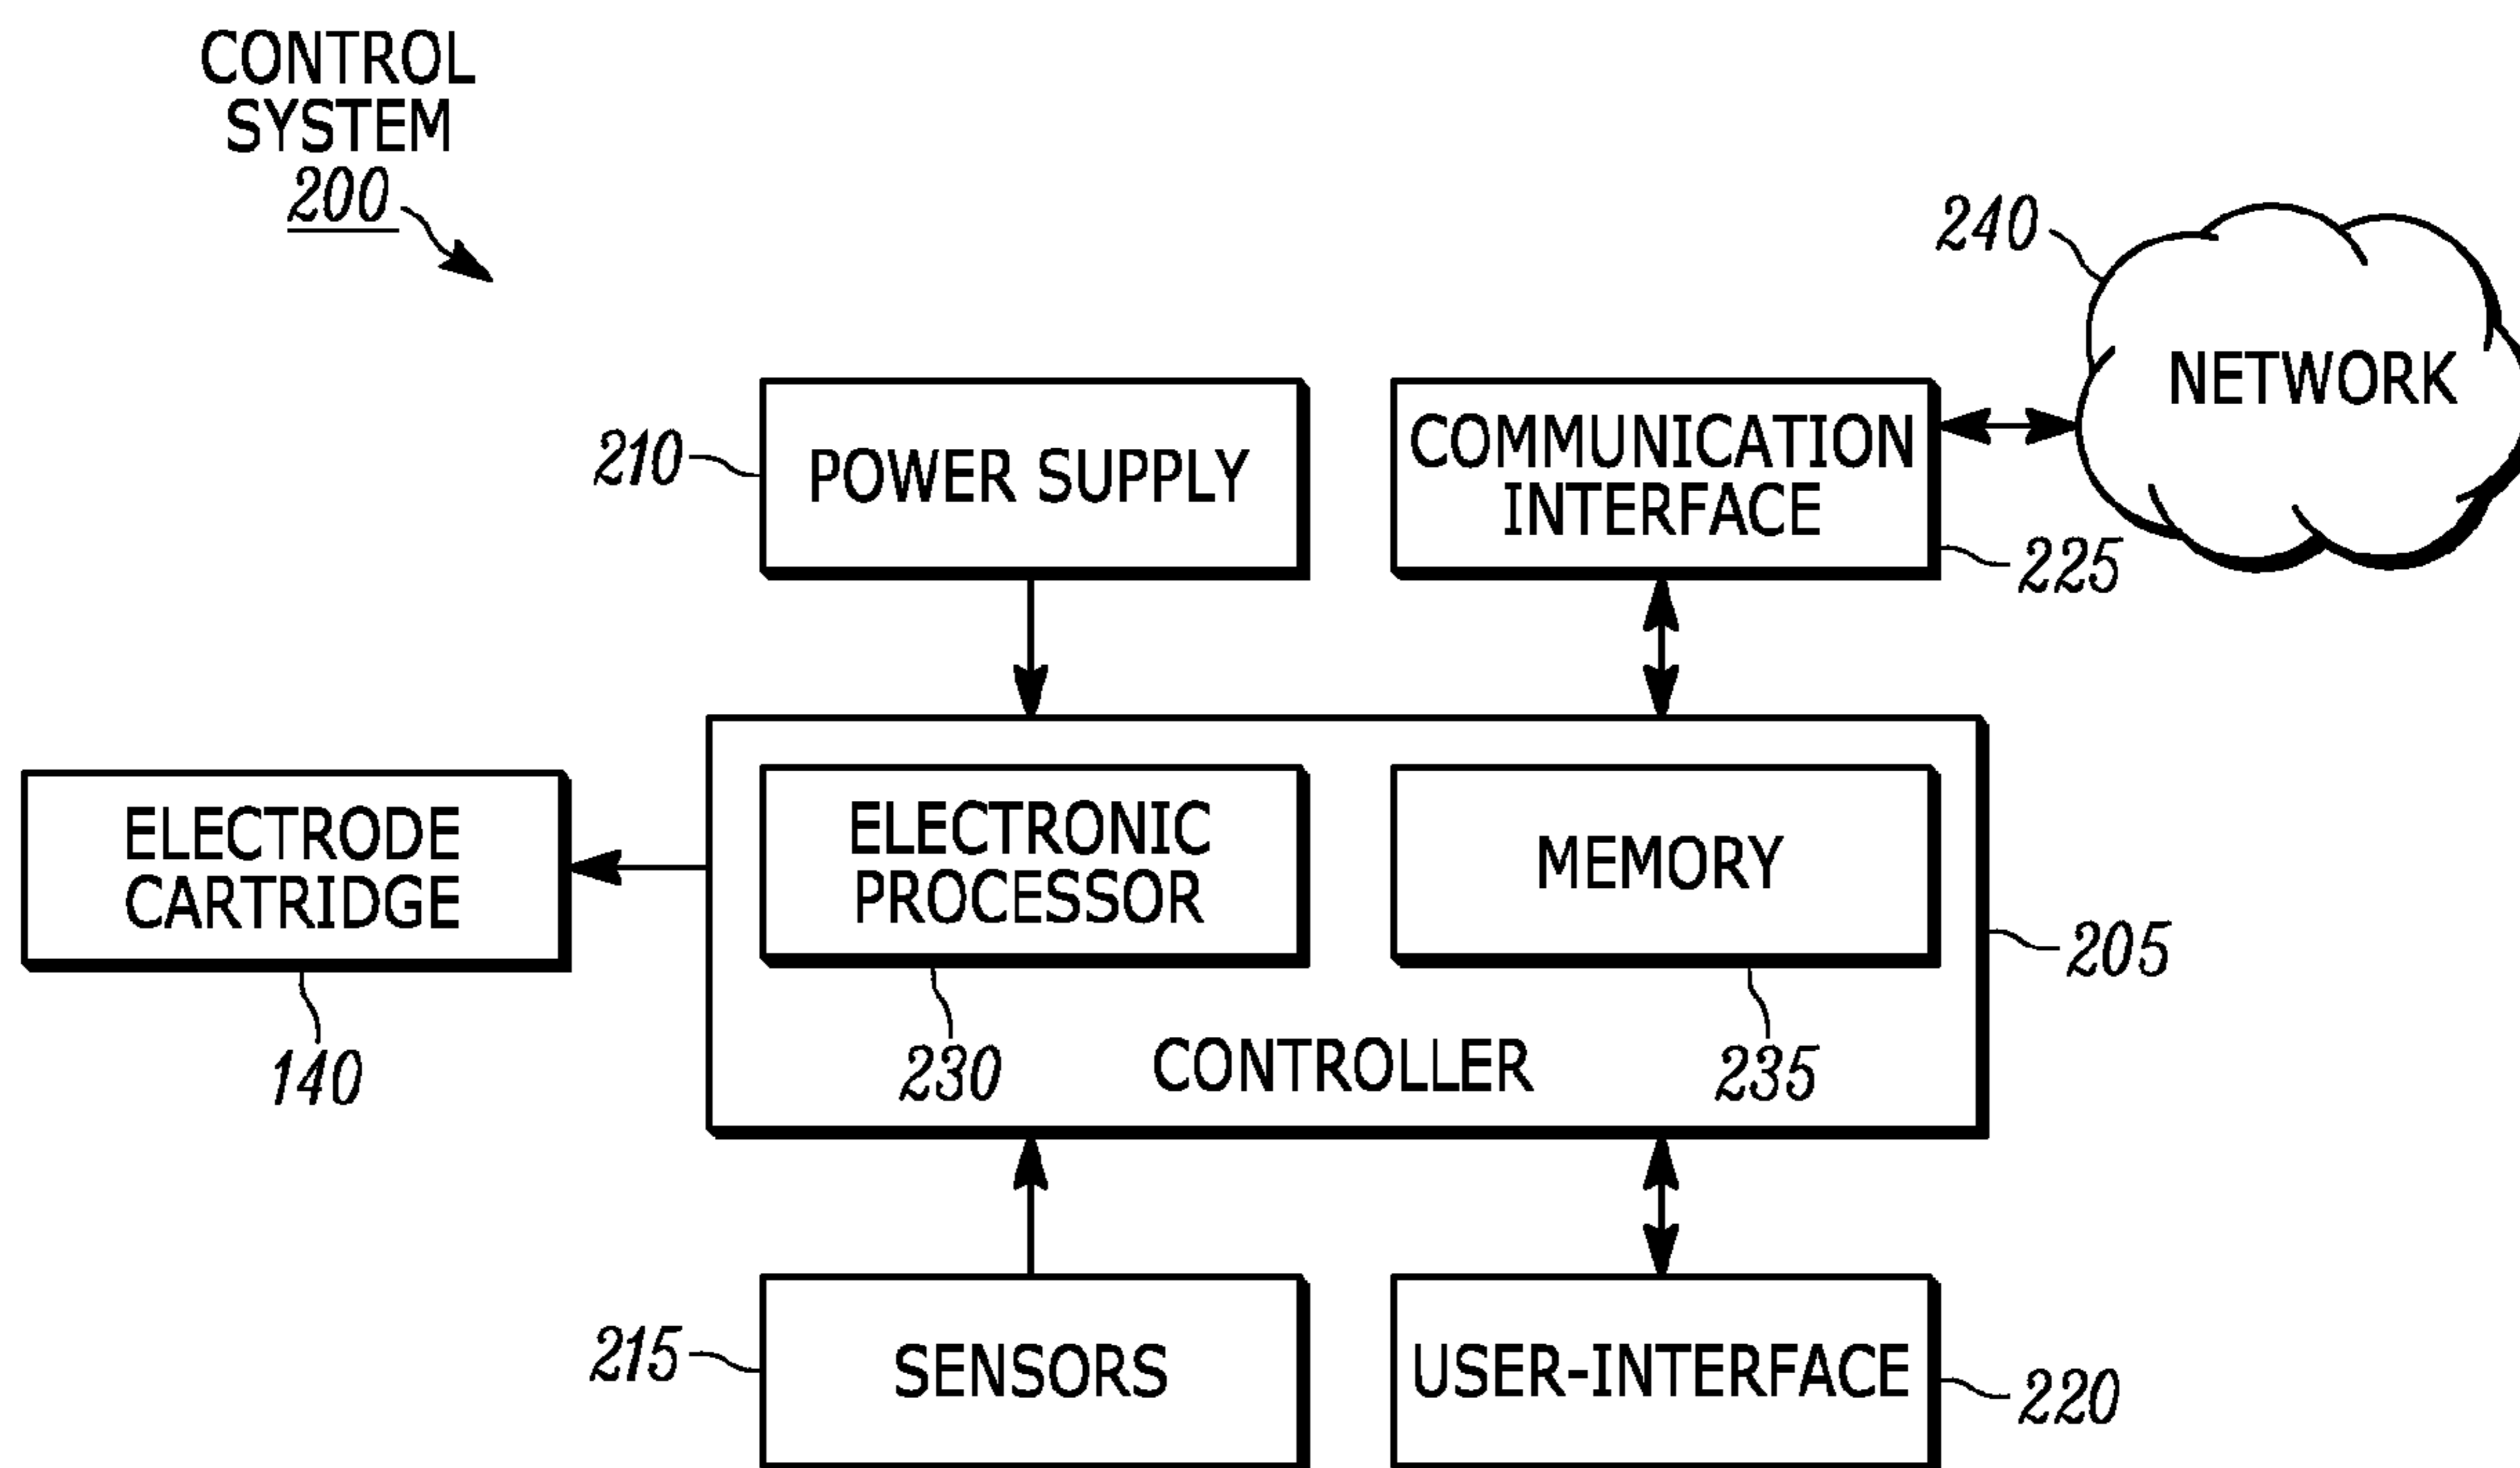 CONTROL
SYSTEM
200
240
NETWORK
210
POWER SUPPLY
COMMUNICATION
INTERFACE
225
ELECTRODE
CARTRIDGE
140
ELECTRONIC
PROCESSOR
230
MEMORY
235
CONTROLLER
205
215
SENSORS
USER-INTERFACE
220